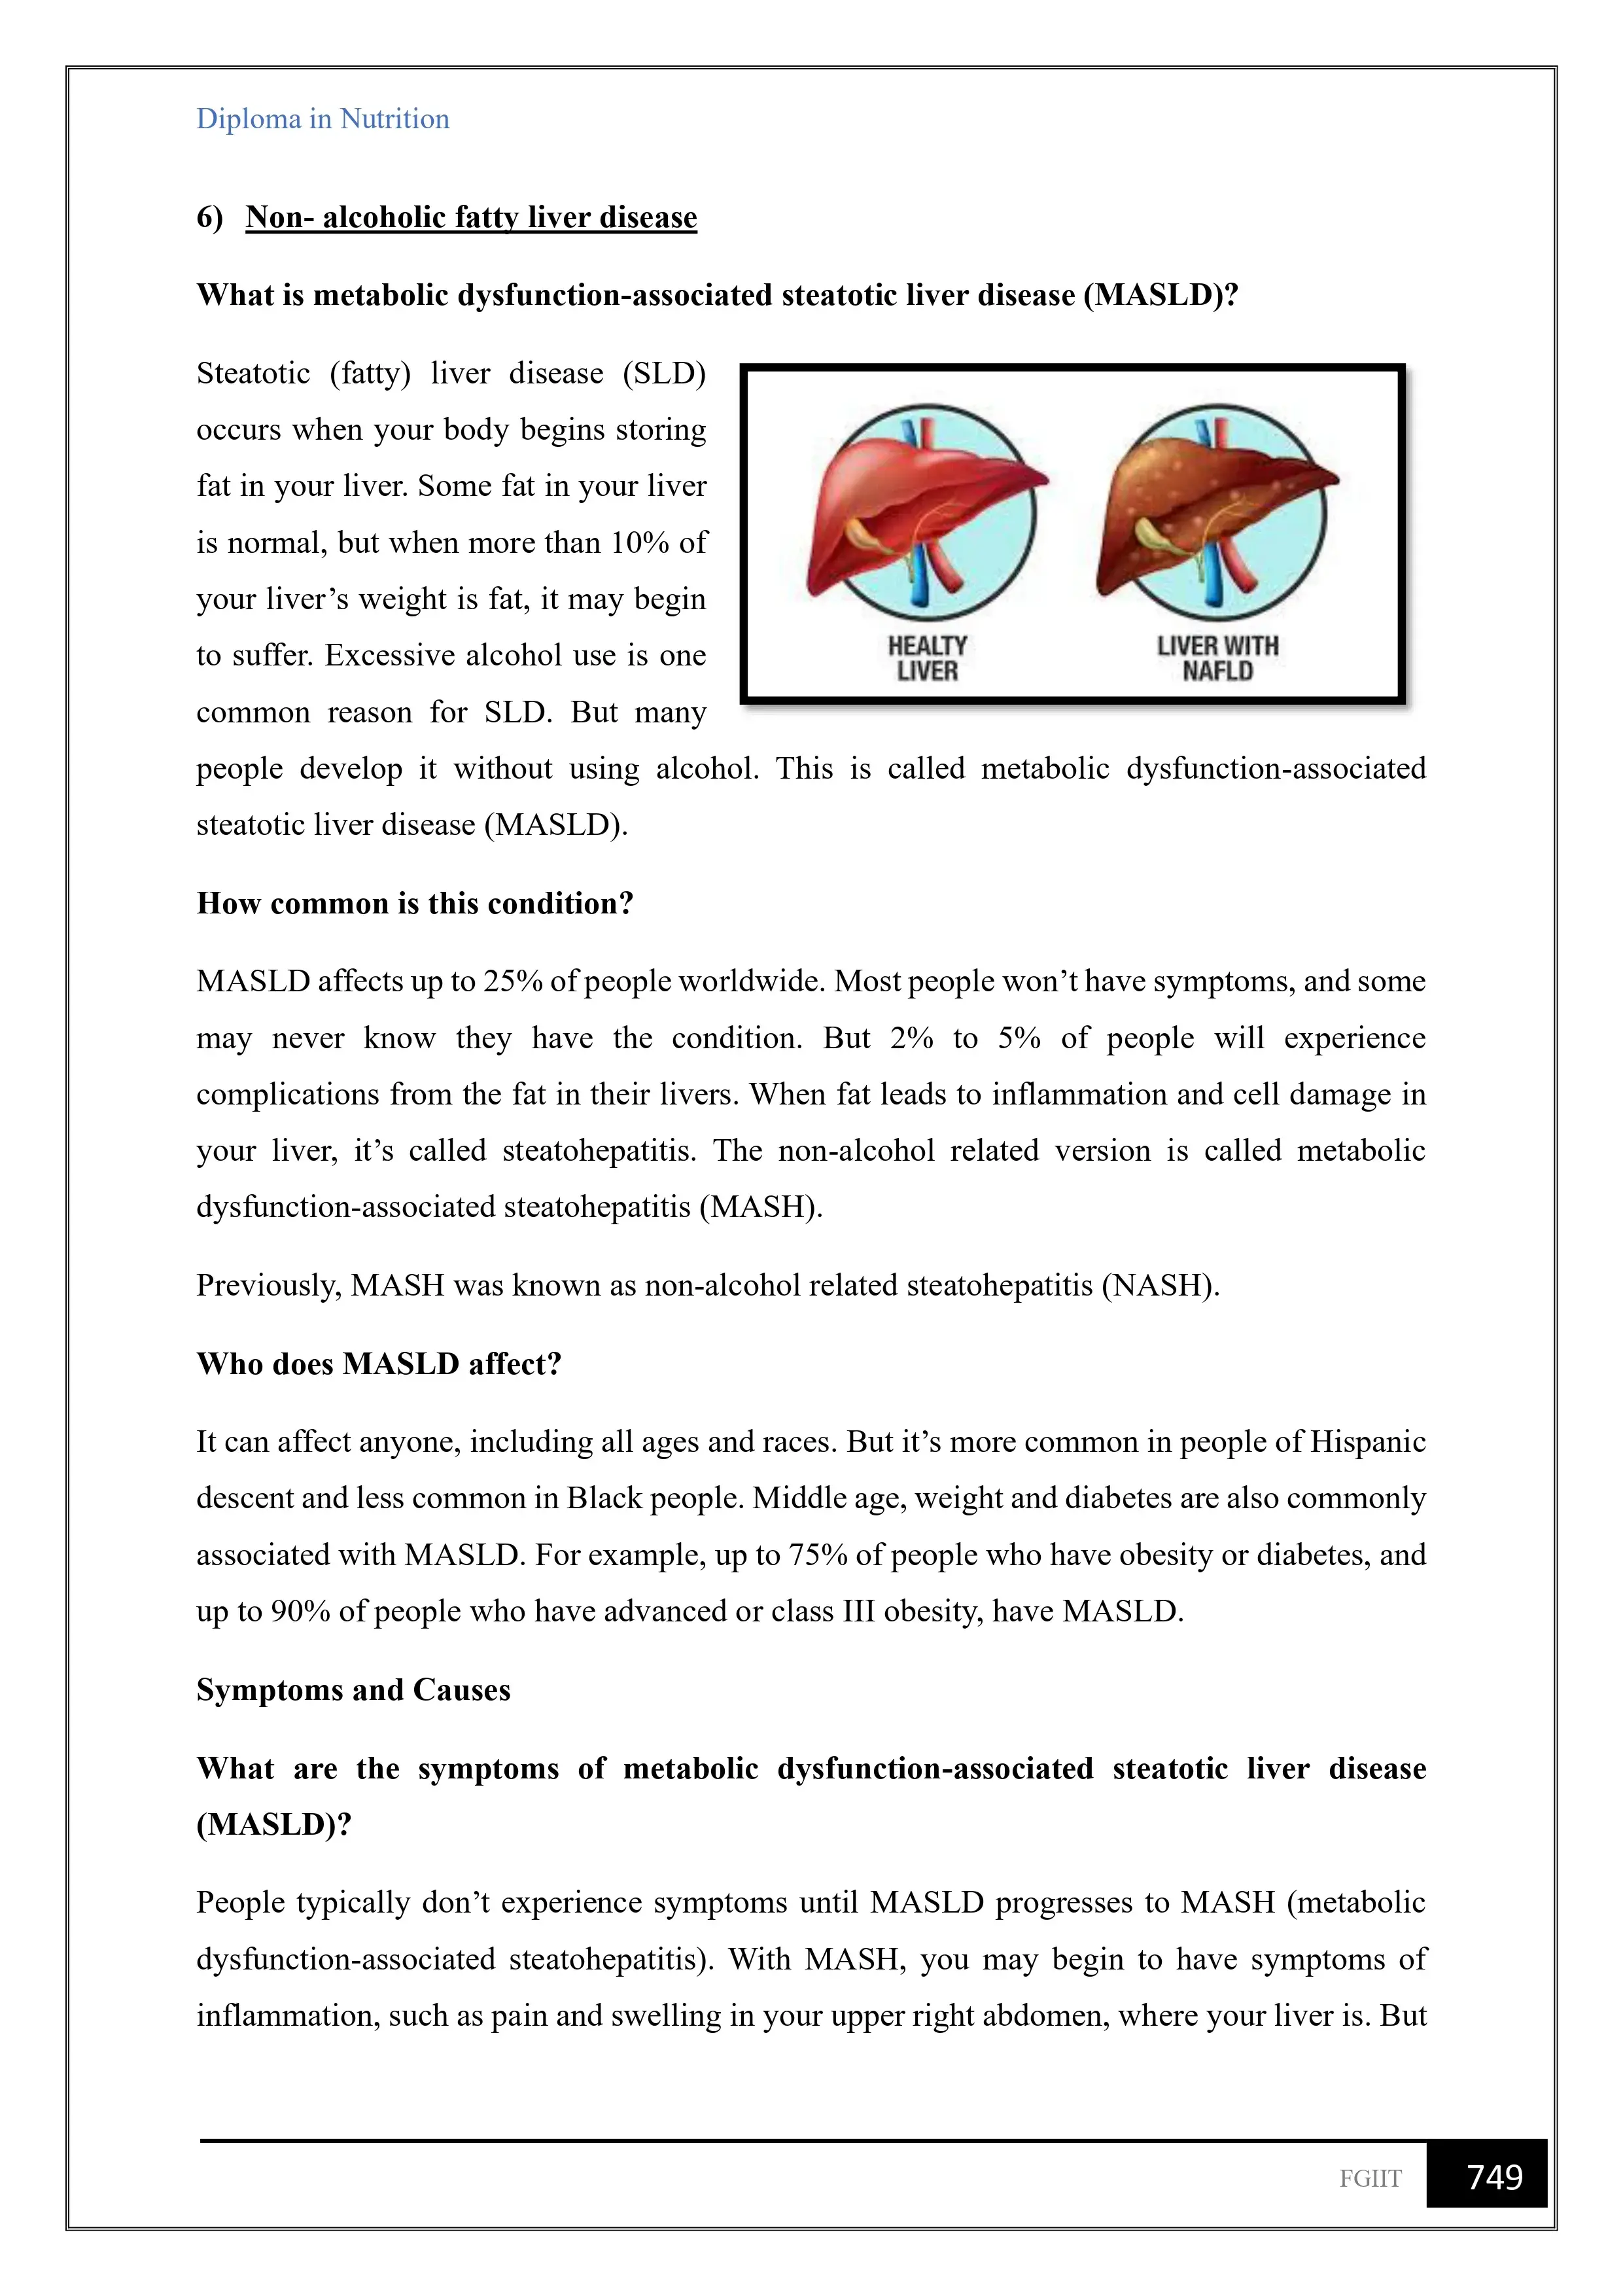 Diploma in Nutrition
6) Non- alcoholic fatty liver disease
What is metabolic dysfunction-associated steatotic liver disease (MASLD)?
Steatotic (fatty) liver disease (SLD)
occurs when your body begins storing
fat in your liver. Some fat in your liver
is normal, but when more than 10% of
your liver’s weight is fat, it may begin
to suffer. Excessive alcohol use is one
common reason for SLD. But many
HEALTY
LIVER
LIVER WITH
NAFLD
people develop it without using alcohol. This is called metabolic dysfunction-associated
steatotic liver disease (MASLD).
How common is this condition?
MASLD affects up to 25% of people worldwide. Most people won’t have symptoms, and some
may never know they have the condition. But 2% to 5% of people will experience
complications from the fat in their livers. When fat leads to inflammation and cell damage in
your liver, it’s called steatohepatitis. The non-alcohol related version is called metabolic
dysfunction-associated steatohepatitis (MASH).
Previously, MASH was known as non-alcohol related steatohepatitis (NASH).
Who does MASLD affect?
It can affect anyone, including all ages and races. But it’s more common in people of Hispanic
descent and less common in Black people. Middle age, weight and diabetes are also commonly
associated with MASLD. For example, up to 75% of people who have obesity or diabetes, and
up to 90% of people who have advanced or class III obesity, have MASLD.
Symptoms and Causes
What are the symptoms of metabolic dysfunction-associated steatotic liver disease
(MASLD)?
People typically don’t experience symptoms until MASLD progresses to MASH (metabolic
dysfunction-associated steatohepatitis). With MASH, you may begin to have symptoms of
inflammation, such as pain and swelling in your upper right abdomen, where your liver is. But
FGIIT 749